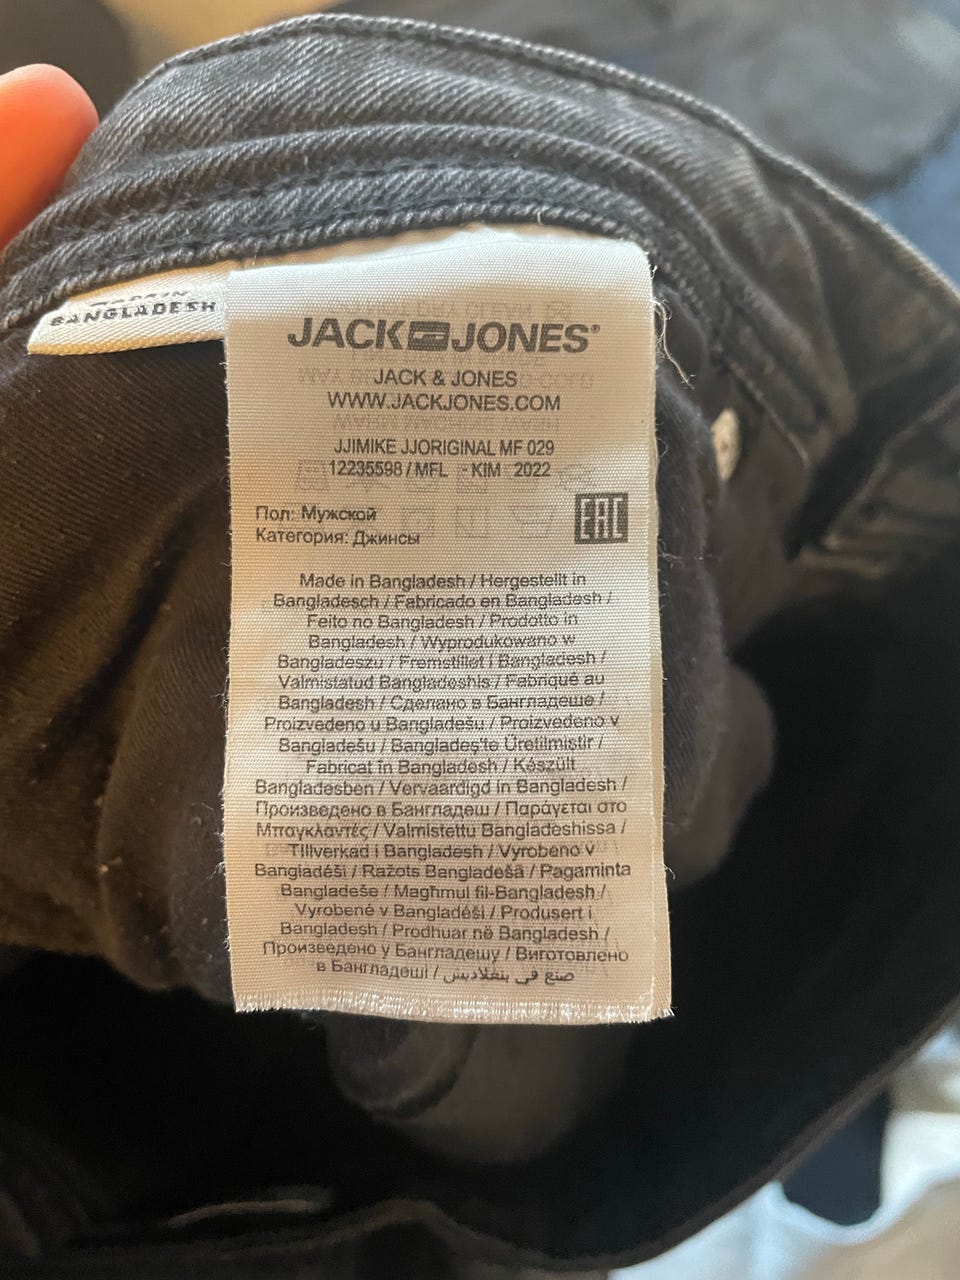 BANGLADESH
JACK JONES®
JACK & JONES
WWW.JACKJONES.COM
JJIMIKE JJORIGINAL MF 029
12235598 / MFL - KIM 2022
Пол: Мужской
Категория: Джинсы
EAC
Made in Bangladesh / Hergestellt in
Bangladesch / Fabricado en Bangladesh /
Feito no Bangladesh / Prodotto in
Bangladesh / Wyprodukowano w
Bangladeszu / Fremstillet i Bangladesh /
Valmistatud Bangladeshis / Fabriqué au
Bangladesh / Сделано в Бангладеше /
Proizvedeno u Bangladešu / Proizvedeno v
Bangladešu / Bangladeş'te Üretilmiştir /
Fabricat în Bangladesh / Készült
Bangladesben / Vervaardigd in Bangladesh /
Произведено в Бангладеш / Παράγεται στο
Μπαγκλαντές / Valmistettu Bangladeshissa /
Tillverkad i Bangladesh / Vyrobeno v
Bangladéši / Ražots Bangladešā / Pagaminta
Bangladeše / Magħmul fil-Bangladesh /
Vyrobené v Bangladéši / Produsert i
Bangladesh / Prodhuar në Bangladesh /
Произведено у Бангладешу / Виготовлено
в Бангладеші / صنع في بنغلاديش